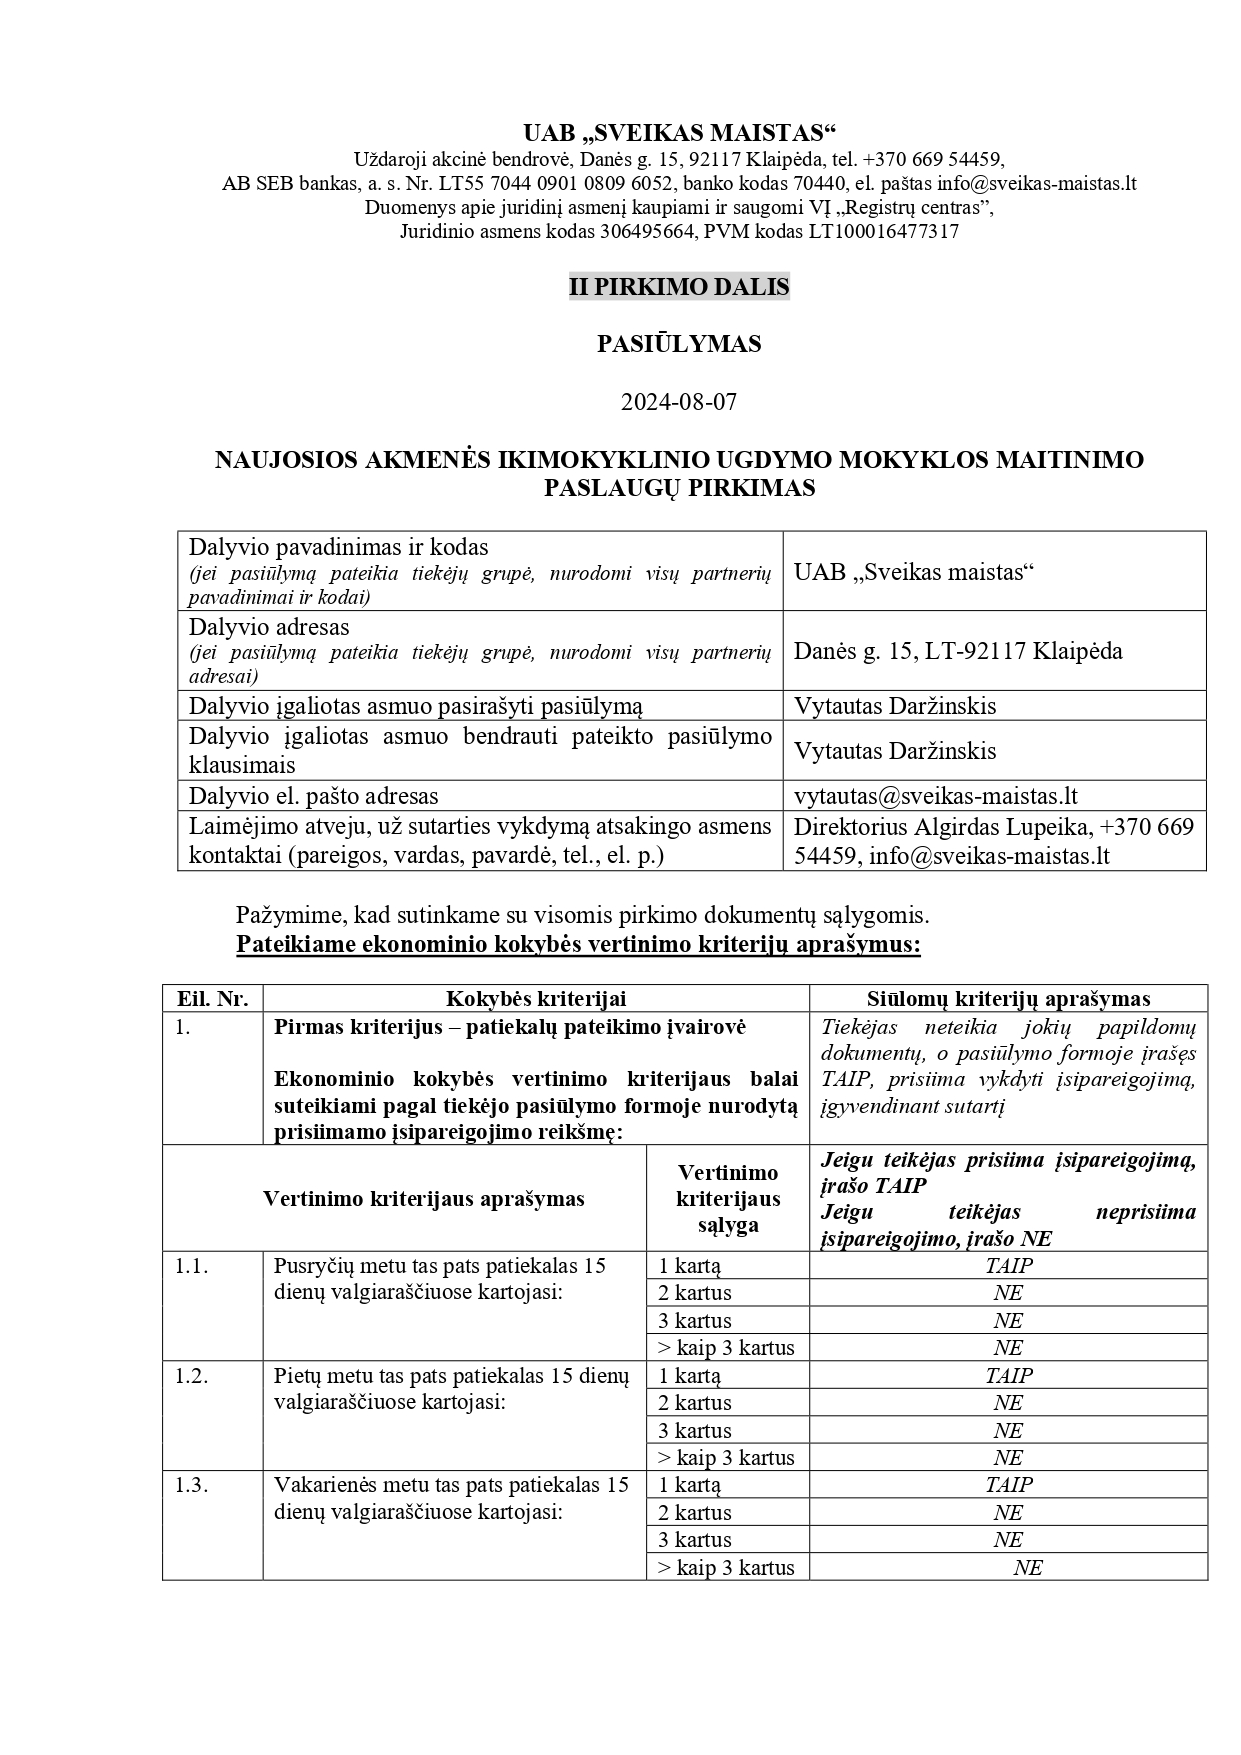 UAB „SVEIKAS MAISTAS“
Uždaroji akcinė bendrovė, Danės g. 15, 92117 Klaipėda, tel. +370 669 54459,
AB SEB bankas, a. s. Nr. LT55 7044 0901 0809 6052, banko kodas 70440, el. paštas info@sveikas-maistas.lt
Duomenys apie juridinį asmenį kaupiami ir saugomi VĮ „Registrų centras”,
Juridinio asmens kodas 306495664, PVM kodas LT100016477317
II PIRKIMO DALIS
PASIŪLYMAS
2024-08-07
NAUJOSIOS AKMENĖS IKIMOKYKLINIO UGDYMO MOKYKLOS MAITINIMO
PASLAUGŲ PIRKIMAS
Dalyvio pavadinimas ir kodas
(jei pasiūlymą pateikia tiekėjų grupė, nurodomi visų partnerių
pavadinimai ir kodai)
UAB „Sveikas maistas“
Dalyvio adresas
(jei pasiūlymą pateikia tiekėjų grupė, nurodomi visų partnerių
adresai)
Danės g. 15, LT-92117 Klaipėda
Dalyvio įgaliotas asmuo pasirašyti pasiūlymą
Vytautas Daržinskis
Dalyvio įgaliotas asmuo bendrauti pateikto pasiūlymo
klausimais
Vytautas Daržinskis
Dalyvio el. pašto adresas
vytautas@sveikas-maistas.lt
Laimėjimo atveju, už sutarties vykdymą atsakingo asmens
kontaktai (pareigos, vardas, pavardė, tel., el. p.)
Direktorius Algirdas Lupeika, +370 669
54459, info@sveikas-maistas.lt
Pažymime, kad sutinkame su visomis pirkimo dokumentų sąlygomis.
Pateikiame ekonominio kokybės vertinimo kriterijų aprašymus:
Eil. Nr.
Kokybės kriterijai
Siūlomų kriterijų aprašymas
1.
Pirmas kriterijus – patiekalų pateikimo įvairovė
Ekonominio kokybės vertinimo kriterijaus balai
suteikiami pagal tiekėjo pasiūlymo formoje nurodytą
prisiimamo įsipareigojimo reikšmę:
Tiekėjas neteikia jokių papildomų
dokumentų, o pasiūlymo formoje įrašęs
TAIP, prisiima vykdyti įsipareigojimą,
įgyvendinant sutartį
Vertinimo kriterijaus aprašymas
Vertinimo
kriterijaus
sąlyga
Jeigu teikėjas prisiima įsipareigojimą,
įrašo TAIP
Jeigu teikėjas neprisiima
įsipareigojimo, įrašo NE
1.1.
Pusryčių metu tas pats patiekalas 15
dienų valgiaraščiuose kartojasi:
1 kartą
TAIP
2 kartus
NE
3 kartus
NE
> kaip 3 kartus
NE
1.2.
Pietų metu tas pats patiekalas 15 dienų
valgiaraščiuose kartojasi:
1 kartą
TAIP
2 kartus
NE
3 kartus
NE
> kaip 3 kartus
NE
1.3.
Vakarienės metu tas pats patiekalas 15
dienų valgiaraščiuose kartojasi:
1 kartą
TAIP
2 kartus
NE
3 kartus
NE
> kaip 3 kartus
NE